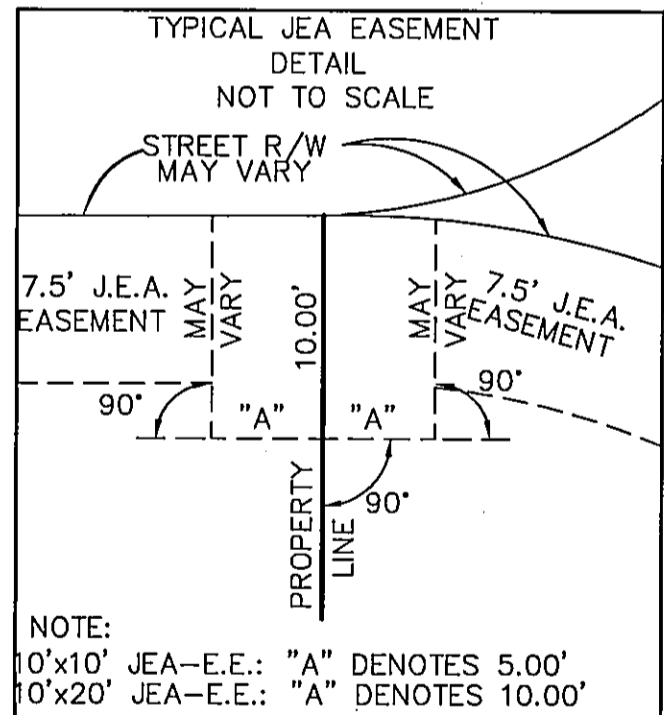 TYPICAL JEA EASEMENT
DETAIL
NOT TO SCALE
STREET R/W
MAY VARY
7.5' J.E.A.
EASEMENT
MAY
VARY
10.00'
MAY
VARY
7.5' J.E.A.
EASEMENT
90°
"A"
"A"
90°
90°
PROPERTY
LINE
NOTE:
10'x10' JEA-E.E.: "A" DENOTES 5.00'
10'x20' JEA-E.E.: "A" DENOTES 10.00'